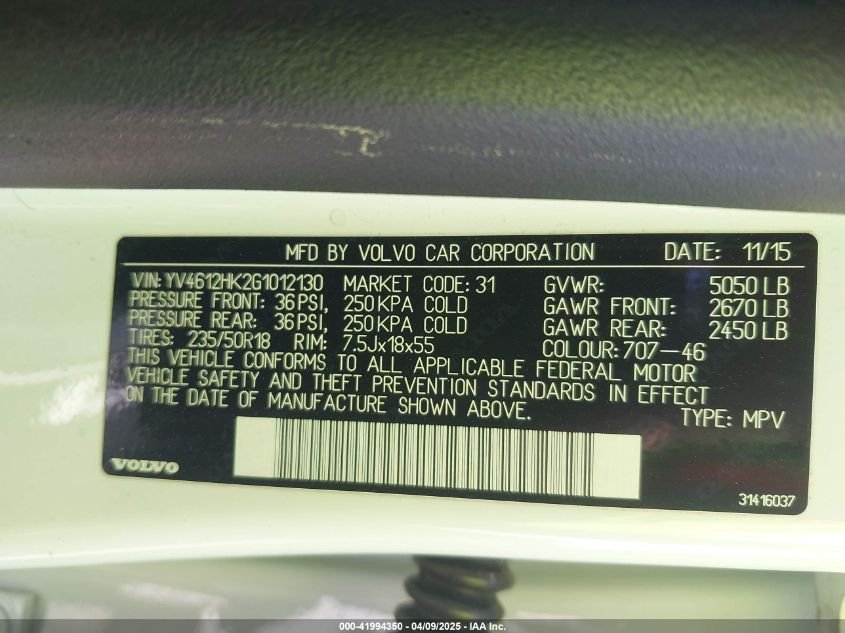 MFD BY VOLVO CAR CORPORATION DATE: 11/15
VIN: YV4612HK2G1012130 MARKET CODE: 31 GVWR: 5050 LB
PRESSURE FRONT: 36 PSI, 250 KPA COLD GAWR FRONT: 2670 LB
PRESSURE REAR: 36 PSI, 250 KPA COLD GAWR REAR: 2450 LB
TIRES: 235/50R18 RIM: 7.5Jx18x55 COLOUR: 707-46
THIS VEHICLE CONFORMS TO ALL APPLICABLE FEDERAL MOTOR
VEHICLE SAFETY AND THEFT PREVENTION STANDARDS IN EFFECT
ON THE DATE OF MANUFACTURE SHOWN ABOVE.
TYPE: MPV
VOLVO
31416037
000-41994350 - 04/09/2025 - IAA Inc.